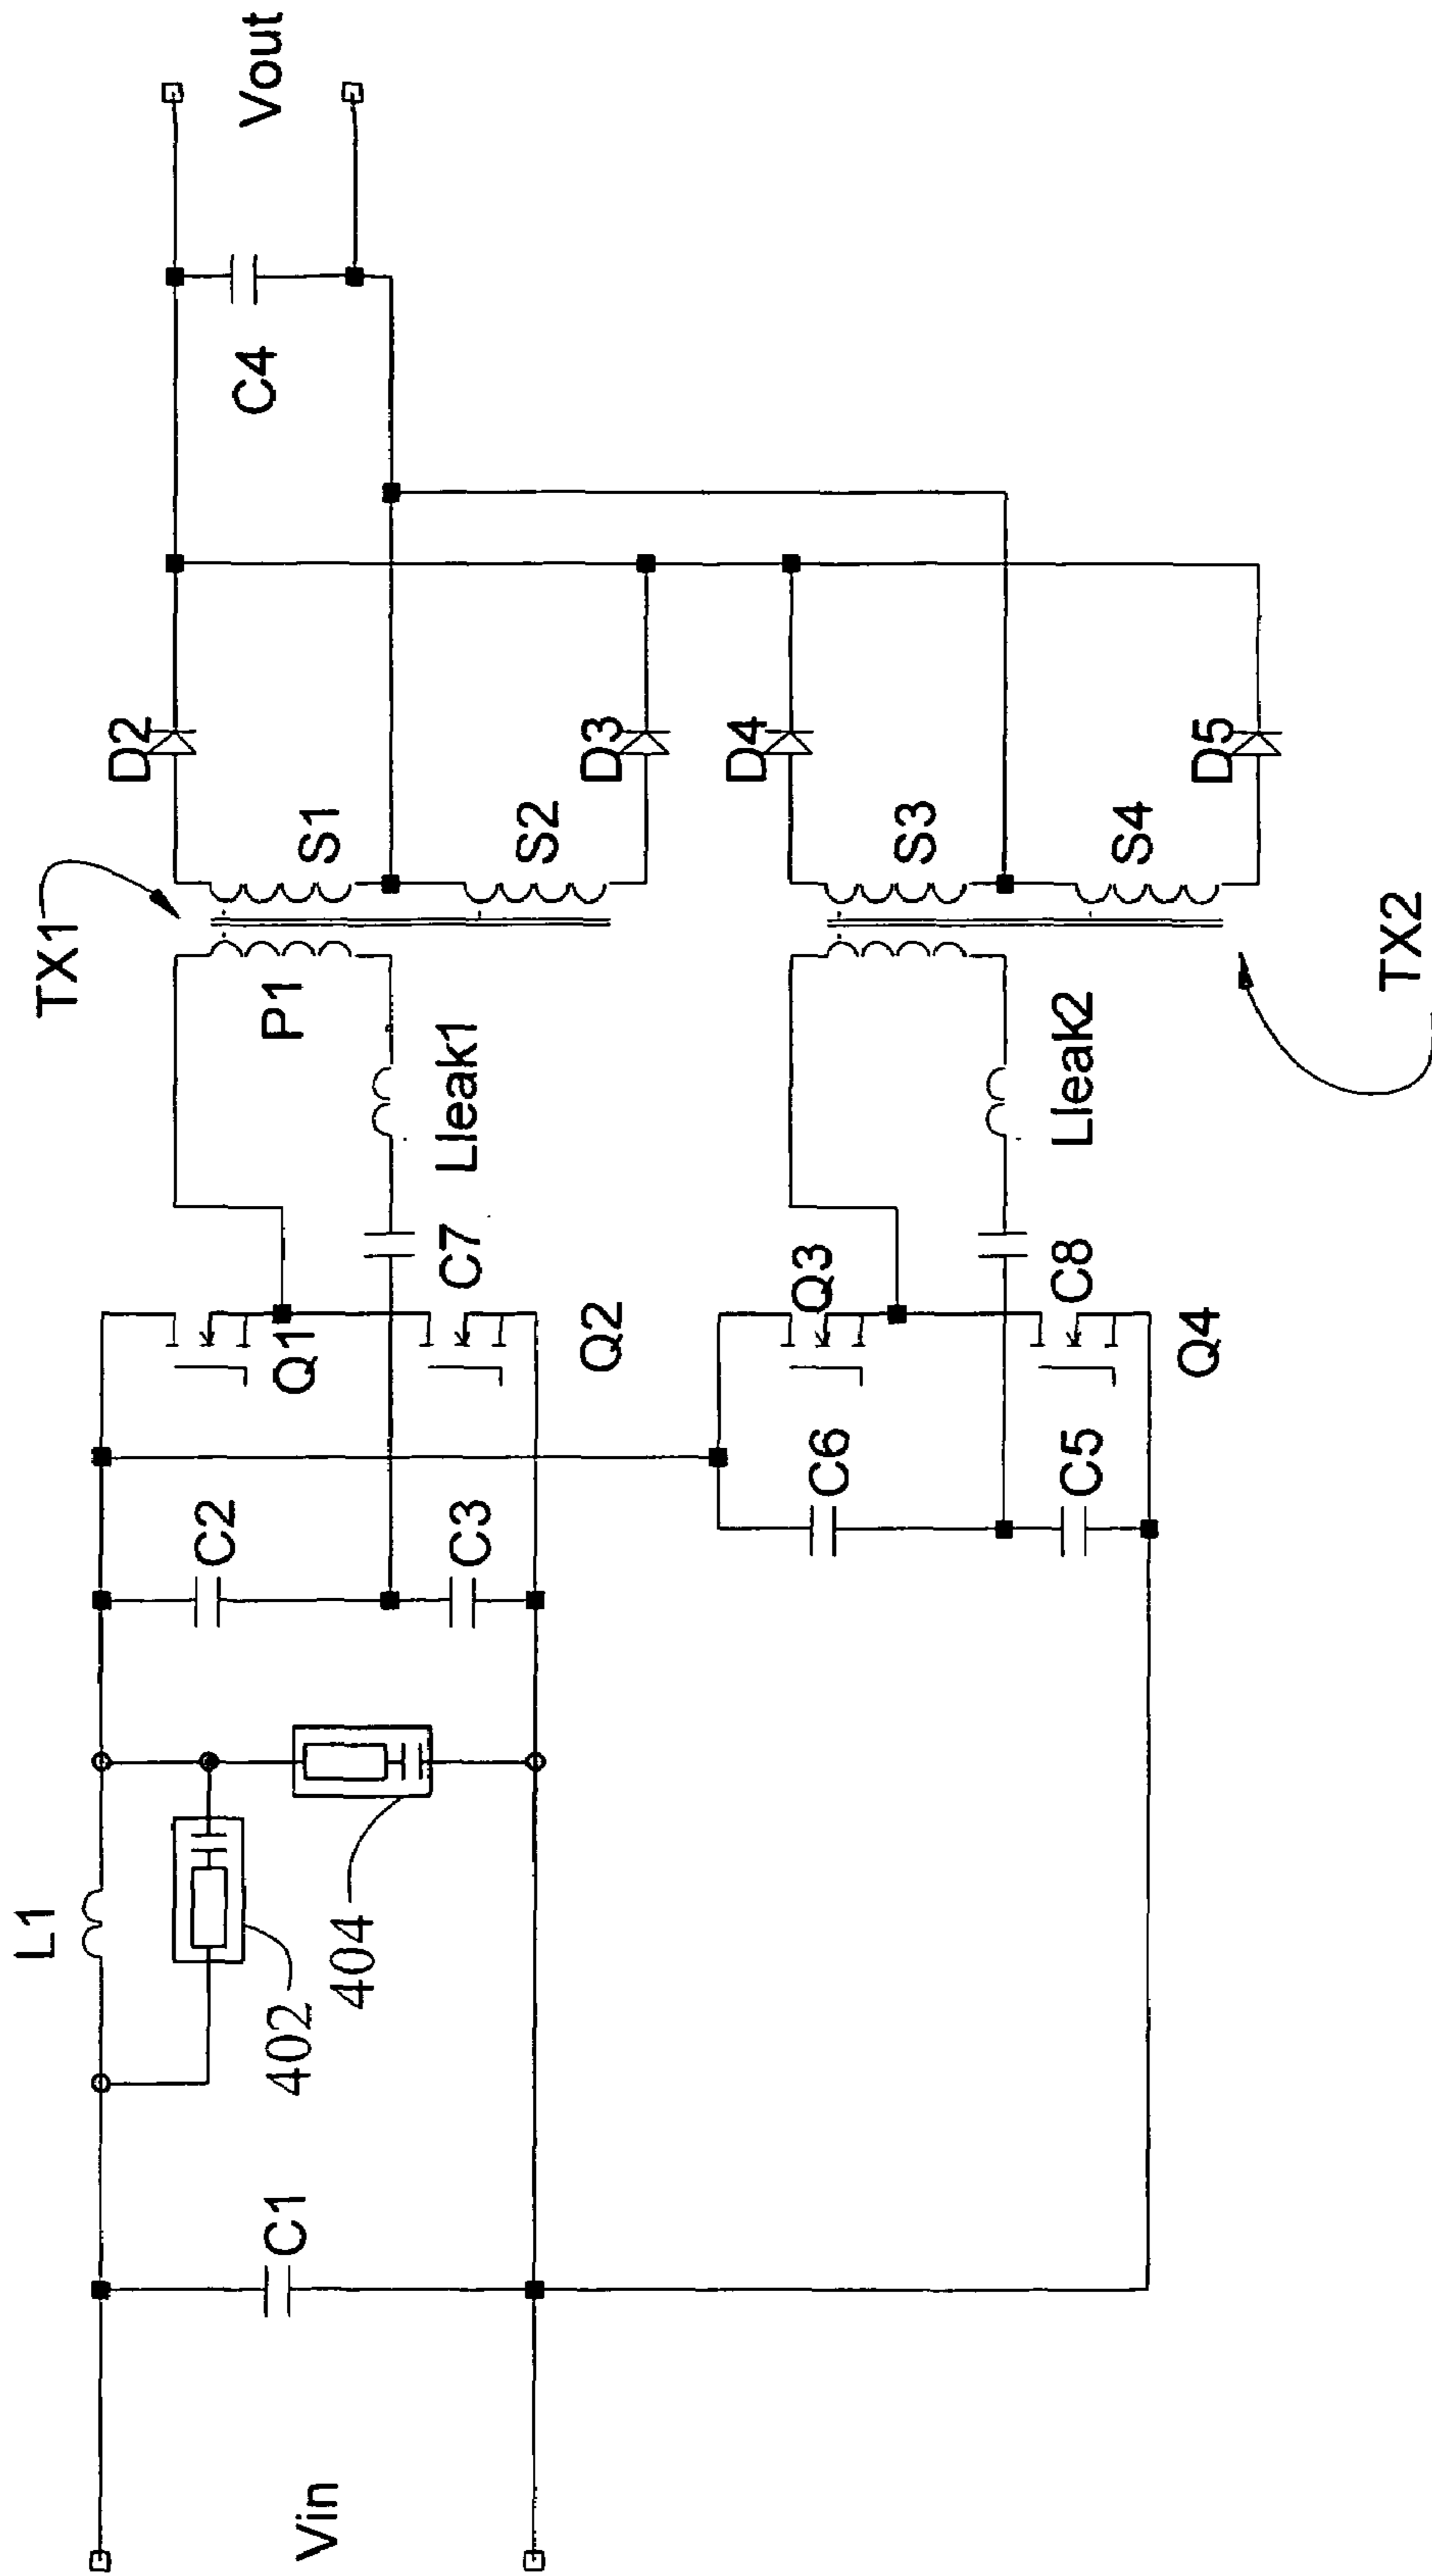 Vin
C1
L1
402
404
C2
C3
Q1
Q2
C7
Lleak1
P1
TX1
S1
S2
D2
D3
C4
Vout
C6
C5
Q3
Q4
C8
Lleak2
TX2
S3
S4
D4
D5